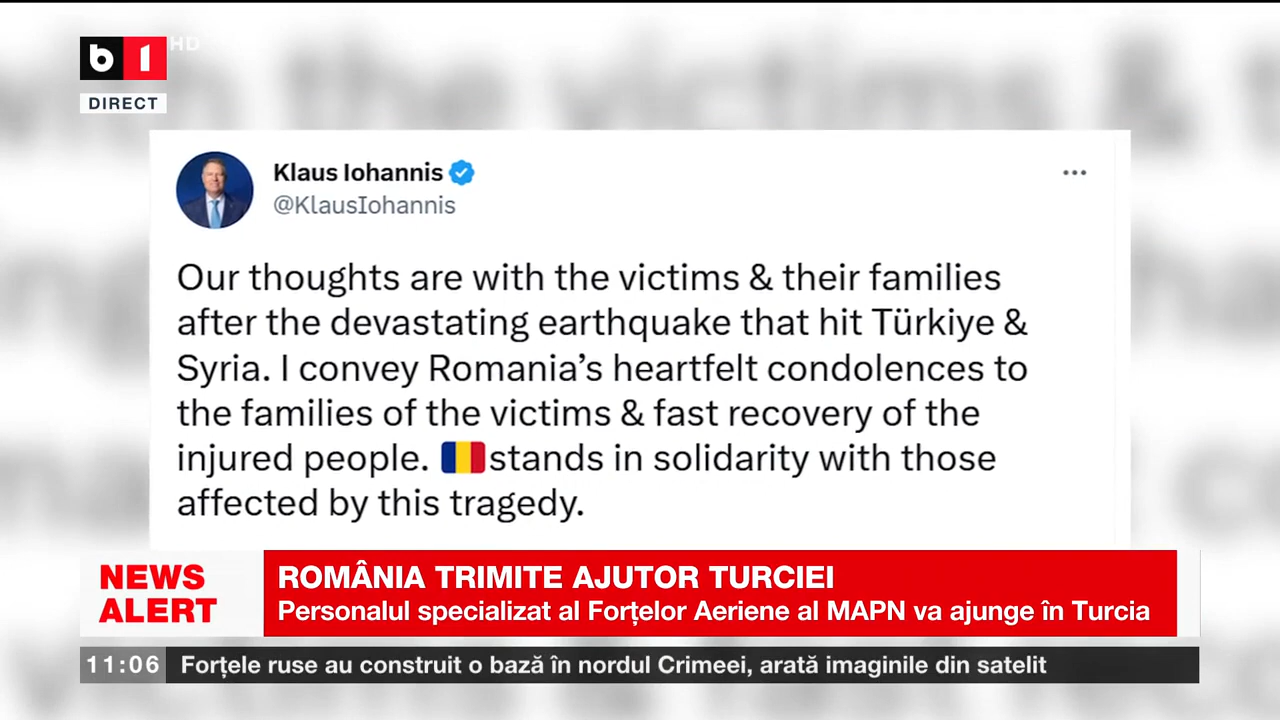 b1 HD
DIRECT
Klaus Iohannis
@KlausIohannis
Our thoughts are with the victims & their families
after the devastating earthquake that hit Türkiye &
Syria. I convey Romania’s heartfelt condolences to
the families of the victims & fast recovery of the
injured people. 🇷🇴stands in solidarity with those
affected by this tragedy.
NEWS
ALERT
ROMÂNIA TRIMITE AJUTOR TURCIEI
Personalul specializat al Forțelor Aeriene al MAPN va ajunge în Turcia
11:06 Forțele ruse au construit o bază în nordul Crimeei, arată imaginile din satelit